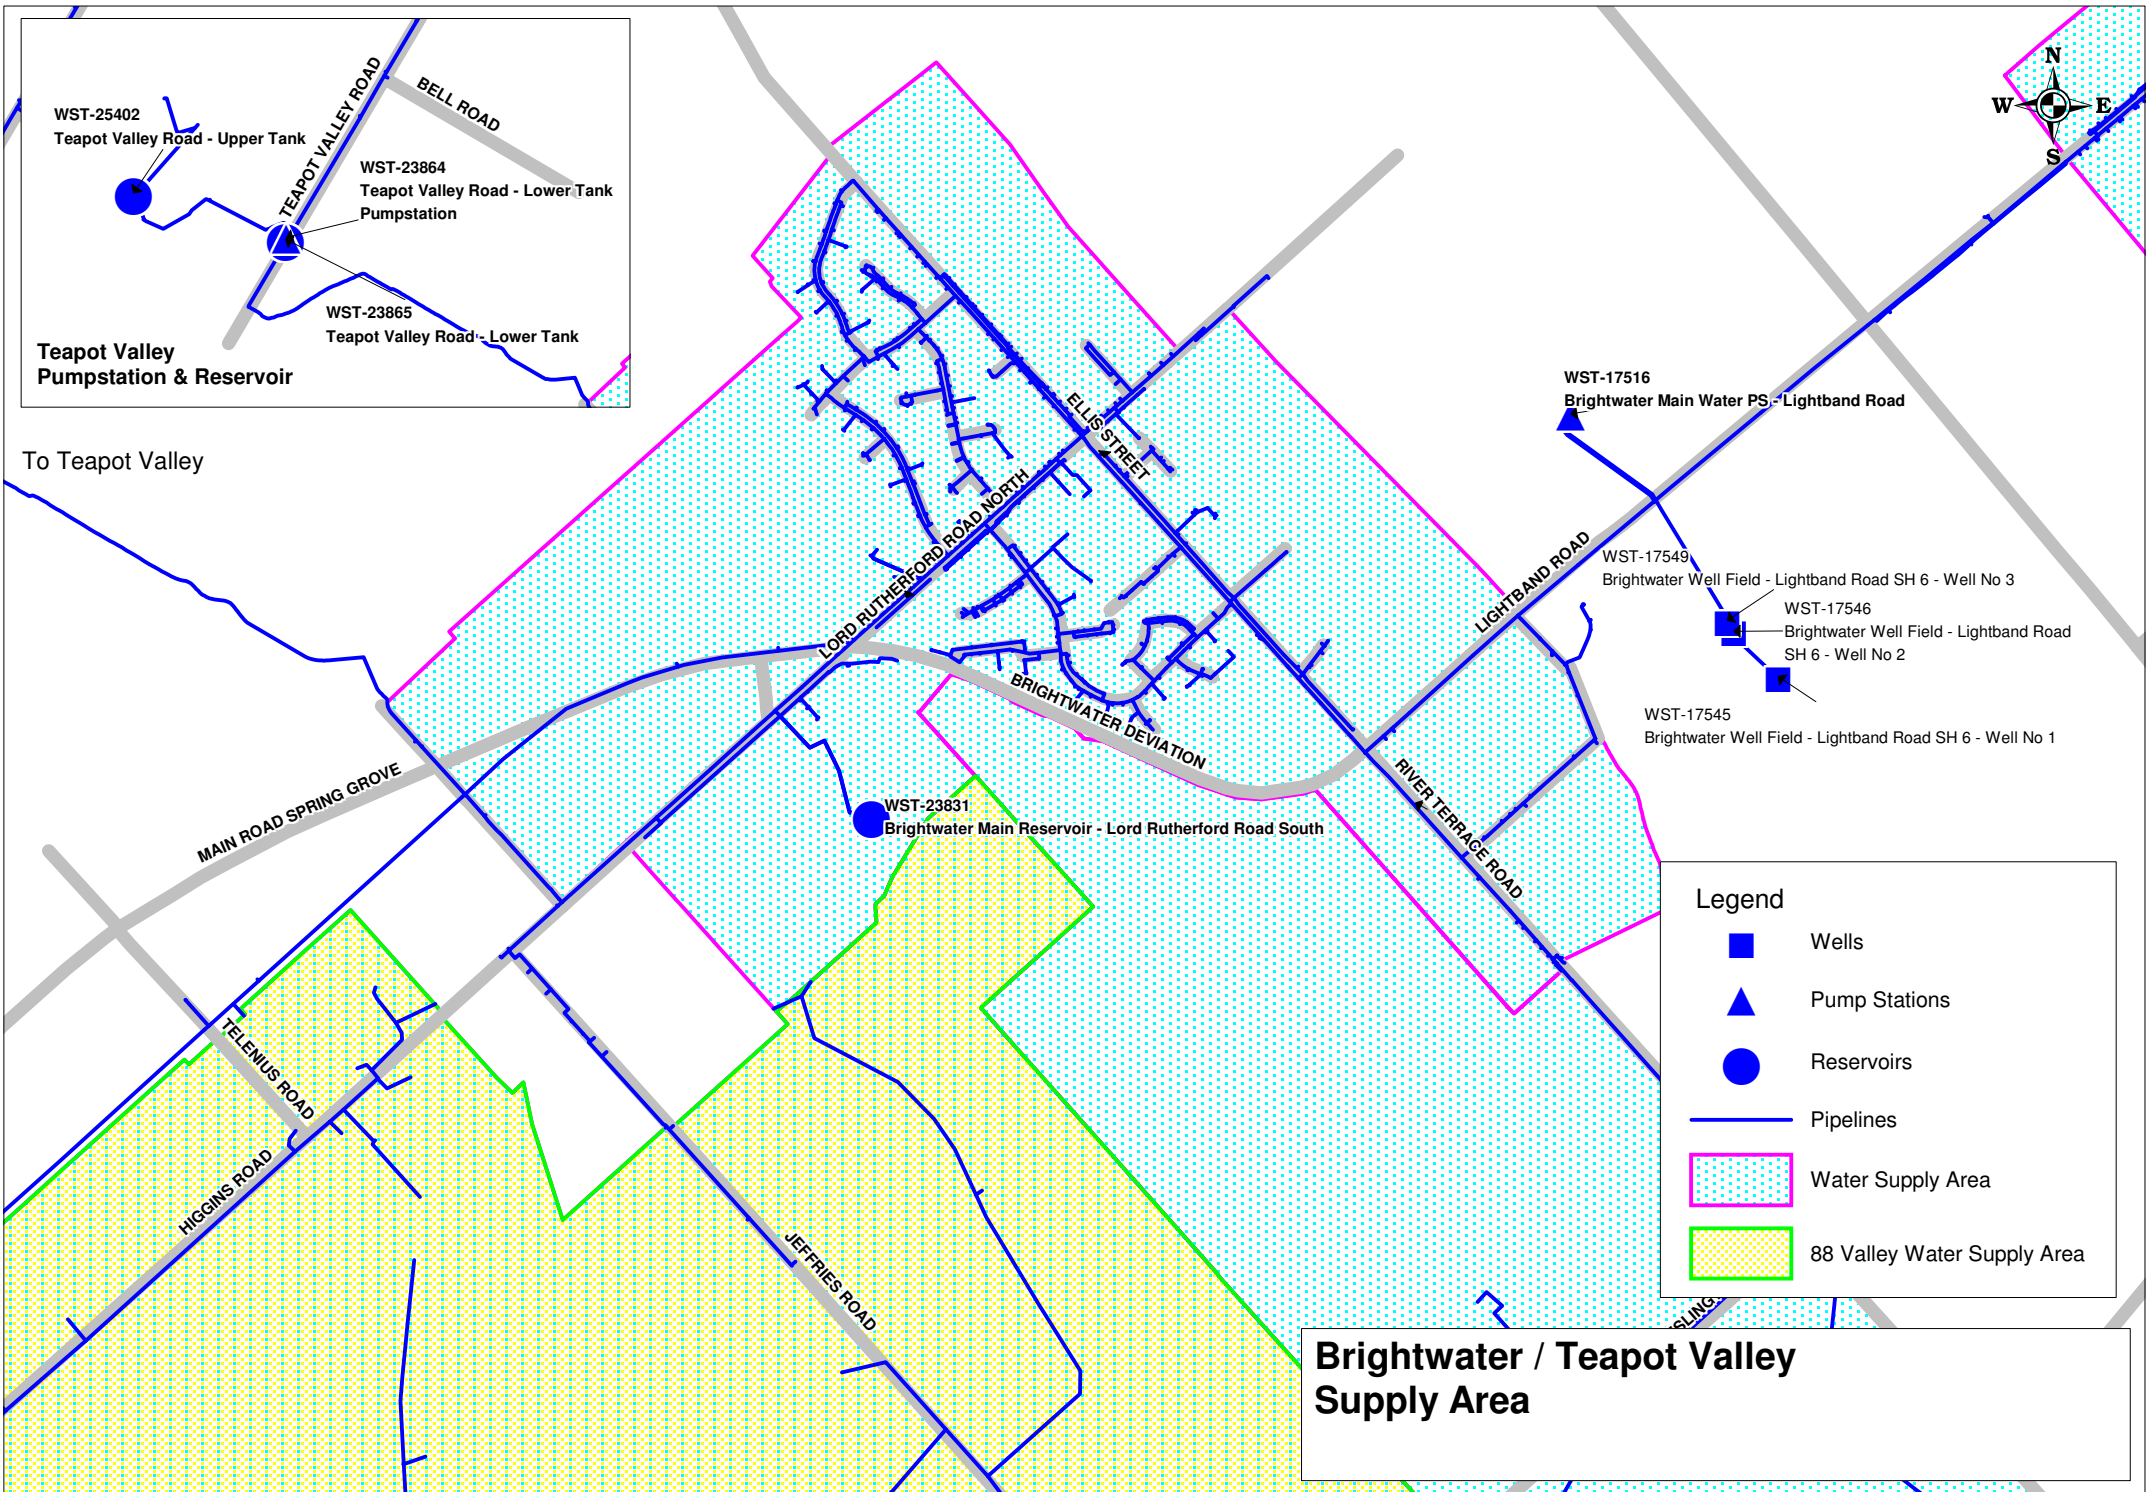 WST-25402
Teapot Valley Road - Upper Tank
TEAPOT VALLEY ROAD
BELL ROAD
WST-23864
Teapot Valley Road - Lower Tank
Pumpstation
WST-23865
Teapot Valley Road - Lower Tank
Teapot Valley
Pumpstation & Reservoir
To Teapot Valley
N
W
E
S
WST-17516
Brightwater Main Water PS - Lightband Road
ELLIS STREET
LORD RUTHERFORD ROAD NORTH
LIGHTBAND ROAD
WST-17549
Brightwater Well Field - Lightband Road SH 6 - Well No 3
WST-17546
Brightwater Well Field - Lightband Road
SH 6 - Well No 2
WST-17545
Brightwater Well Field - Lightband Road SH 6 - Well No 1
BRIGHTWATER DEVIATION
MAIN ROAD SPRING GROVE
WST-23831
Brightwater Main Reservoir - Lord Rutherford Road South
RIVER TERRACE ROAD
TELENIUS ROAD
HIGGINS ROAD
JEFFRIES ROAD
Legend
Wells
Pump Stations
Reservoirs
Pipelines
Water Supply Area
88 Valley Water Supply Area
Brightwater / Teapot Valley
Supply Area